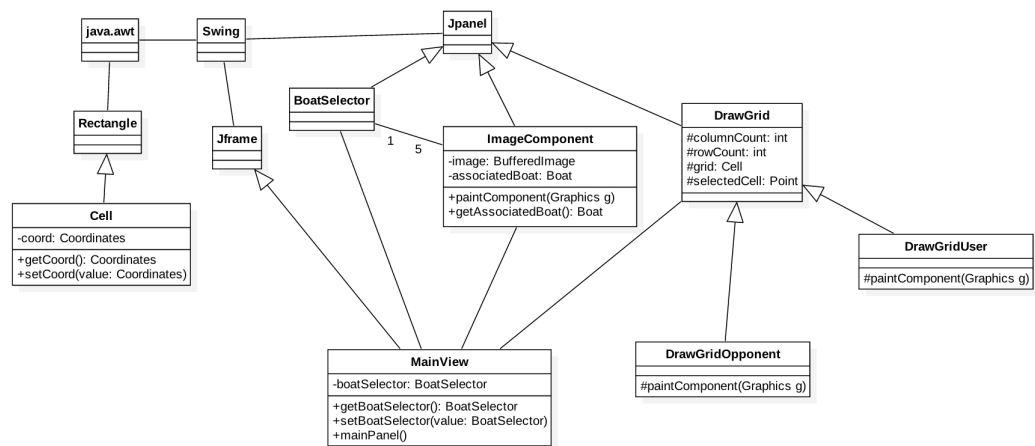 java.awt
Swing
Jpanel
BoatSelector
DrawGrid
#columnCount: int
#rowCount: int
#grid: Cell
#selectedCell: Point
Rectangle
Jframe
1
5
ImageComponent
-image: BufferedImage
-associatedBoat: Boat
+paintComponent(Graphics g)
+getAssociatedBoat(): Boat
Cell
-coord: Coordinates
+getCoord(): Coordinates
+setCoord(value: Coordinates)
DrawGridUser
#paintComponent(Graphics g)
MainView
-boatSelector: BoatSelector
+getBoatSelector(): BoatSelector
+setBoatSelector(value: BoatSelector)
+mainPanel()
DrawGridOpponent
#paintComponent(Graphics g)